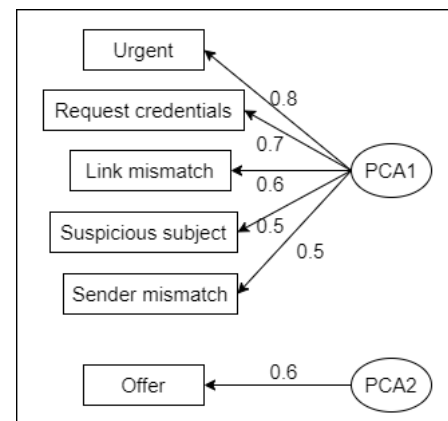 Urgent
0.8
Request credentials
0.7
Link mismatch
PCA1
0.6
Suspicious subject
0.5
0.5
Sender mismatch
Offer
0.6
PCA2